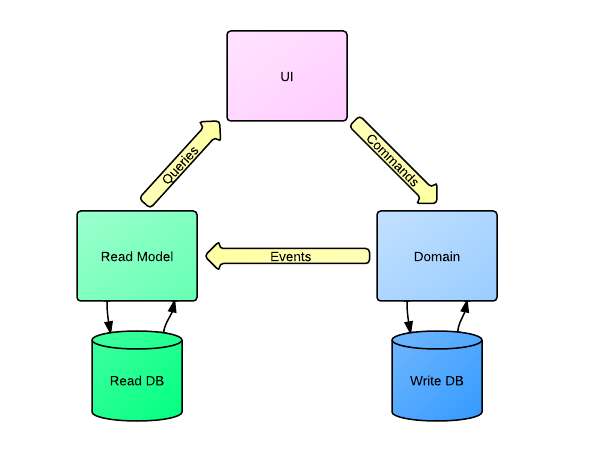 UI
Queries
Commands
Read Model
Events
Domain
Read DB
Write DB